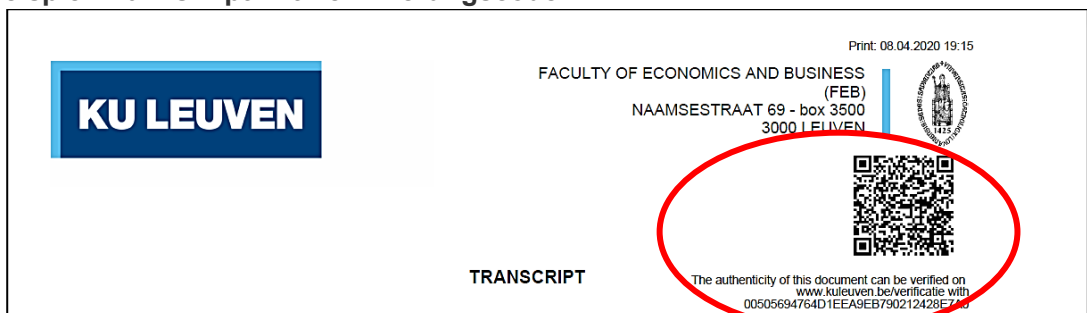 Print: 08.04.2020 19:15
KU LEUVEN
FACULTY OF ECONOMICS AND BUSINESS
(FEB)
NAAMSESTRAAT 69 - box 3500
3000 LEUVEN
1425
TRANSCRIPT
The authenticity of this document can be verified on
www.kuleuven.be/verificatie with